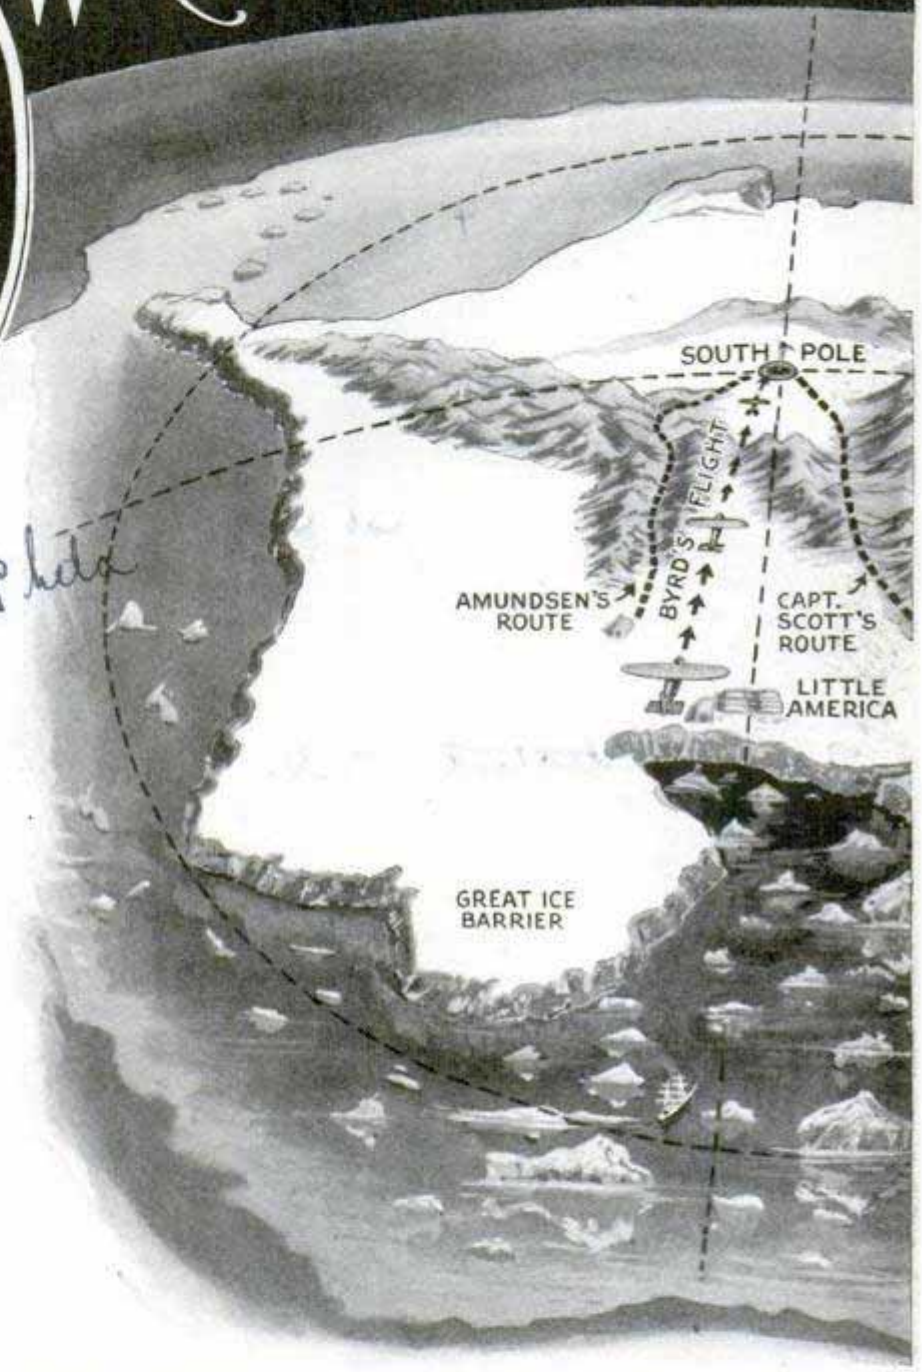 SOUTH POLE
BYRD'S FLIGHT
AMUNDSEN'S
ROUTE
CAPT.
SCOTT'S
ROUTE
LITTLE
AMERICA
GREAT ICE
BARRIER